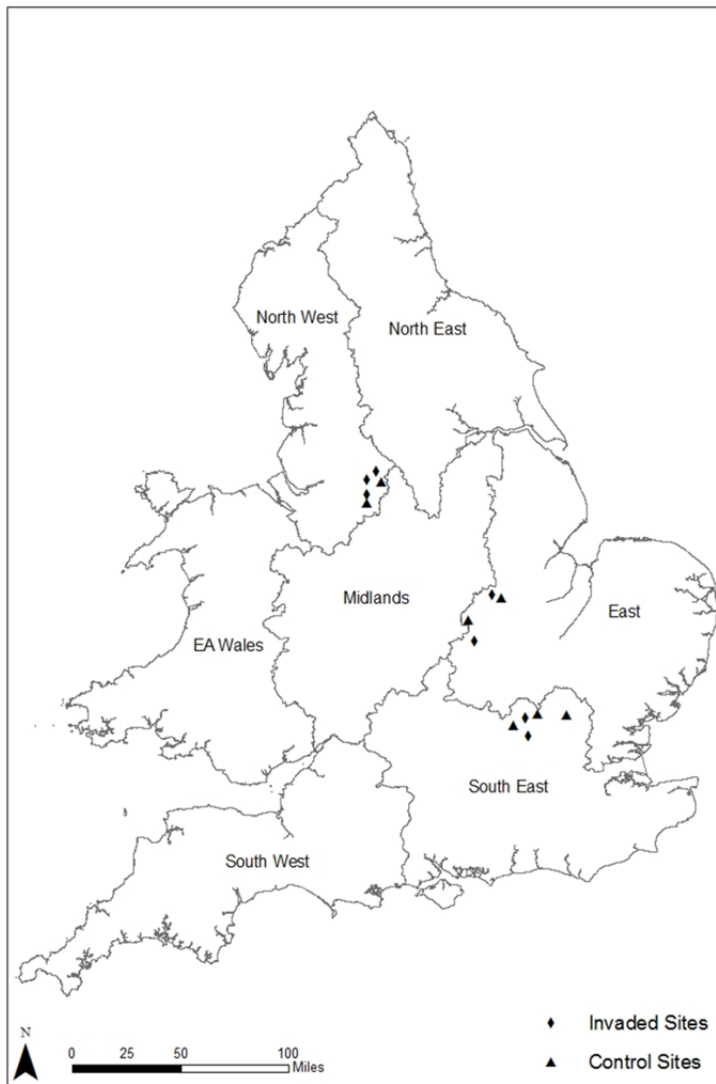 North West
North East
Midlands
EA Wales
East
South East
South West
Invaded Sites
Control Sites
N
0 25 50 100
Miles